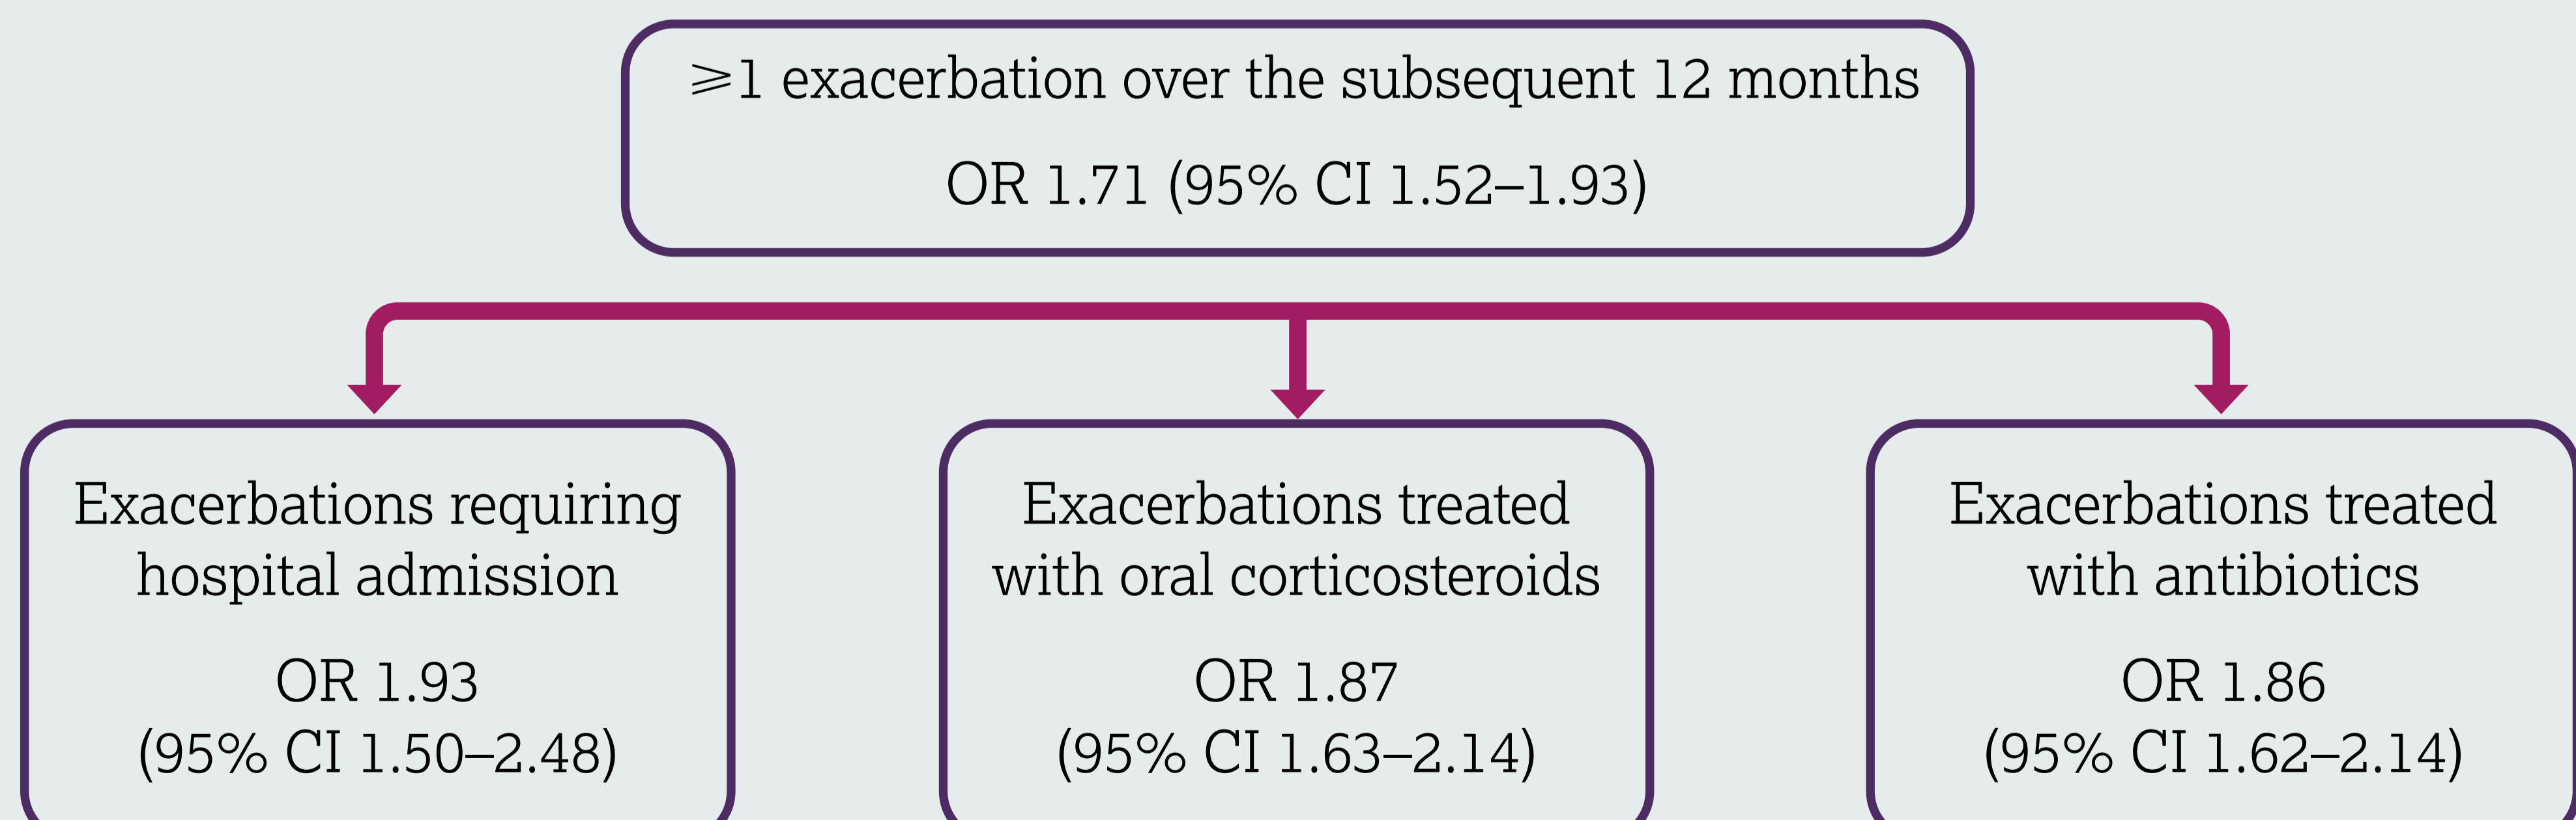 ⩾1 exacerbation over the subsequent 12 months
OR 1.71 (95% CI 1.52–1.93)
Exacerbations requiring
hospital admission
OR 1.93
(95% CI 1.50–2.48)
Exacerbations treated
with oral corticosteroids
OR 1.87
(95% CI 1.63–2.14)
Exacerbations treated
with antibiotics
OR 1.86
(95% CI 1.62–2.14)